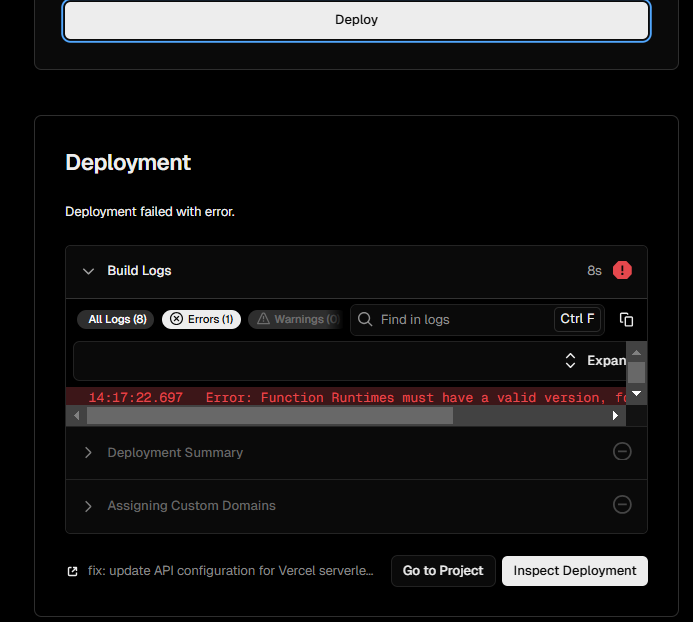 Deploy
Deployment
Deployment failed with error.
Build Logs 8s
All Logs (8) Errors (1) Warnings (0) Find in logs Ctrl F
Expan
14:17:22.697 Error: Function Runtimes must have a valid version, fo
Deployment Summary
Assigning Custom Domains
fix: update API configuration for Vercel serverle... Go to Project Inspect Deployment